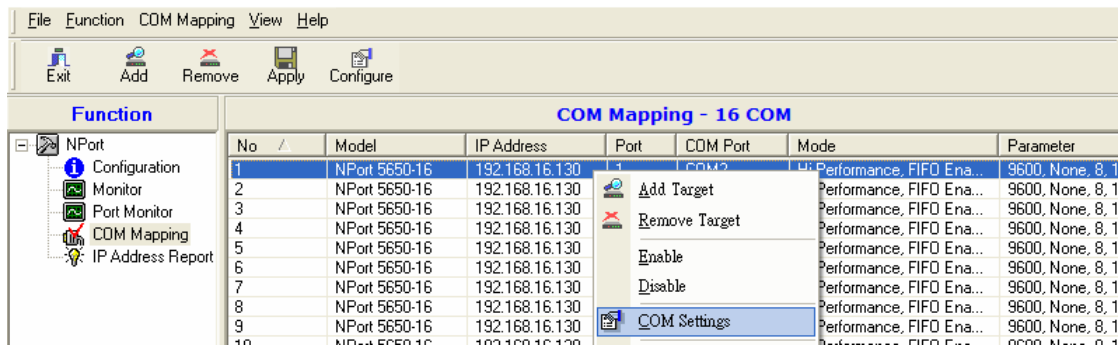 File Function COM Mapping View Help
Exit Add Remove Apply Configure
Function
COM Mapping - 16 COM
NPort
Configuration
Monitor
Port Monitor
COM Mapping
IP Address Report
No Model IP Address Port COM Port Mode Parameter
1 NPort 5650-16 192.168.16.130 1 COM2 Hi Performance, FIFO Ena... 9600, None, 8, 1
2 NPort 5650-16 192.168.16.130 Performance, FIFO Ena... 9600, None, 8, 1
3 NPort 5650-16 192.168.16.130 Performance, FIFO Ena... 9600, None, 8, 1
4 NPort 5650-16 192.168.16.130 Performance, FIFO Ena... 9600, None, 8, 1
5 NPort 5650-16 192.168.16.130 Performance, FIFO Ena... 9600, None, 8, 1
6 NPort 5650-16 192.168.16.130 Performance, FIFO Ena... 9600, None, 8, 1
7 NPort 5650-16 192.168.16.130 Performance, FIFO Ena... 9600, None, 8, 1
8 NPort 5650-16 192.168.16.130 Performance, FIFO Ena... 9600, None, 8, 1
9 NPort 5650-16 192.168.16.130 Performance, FIFO Ena... 9600, None, 8, 1
Add Target
Remove Target
Enable
Disable
COM Settings